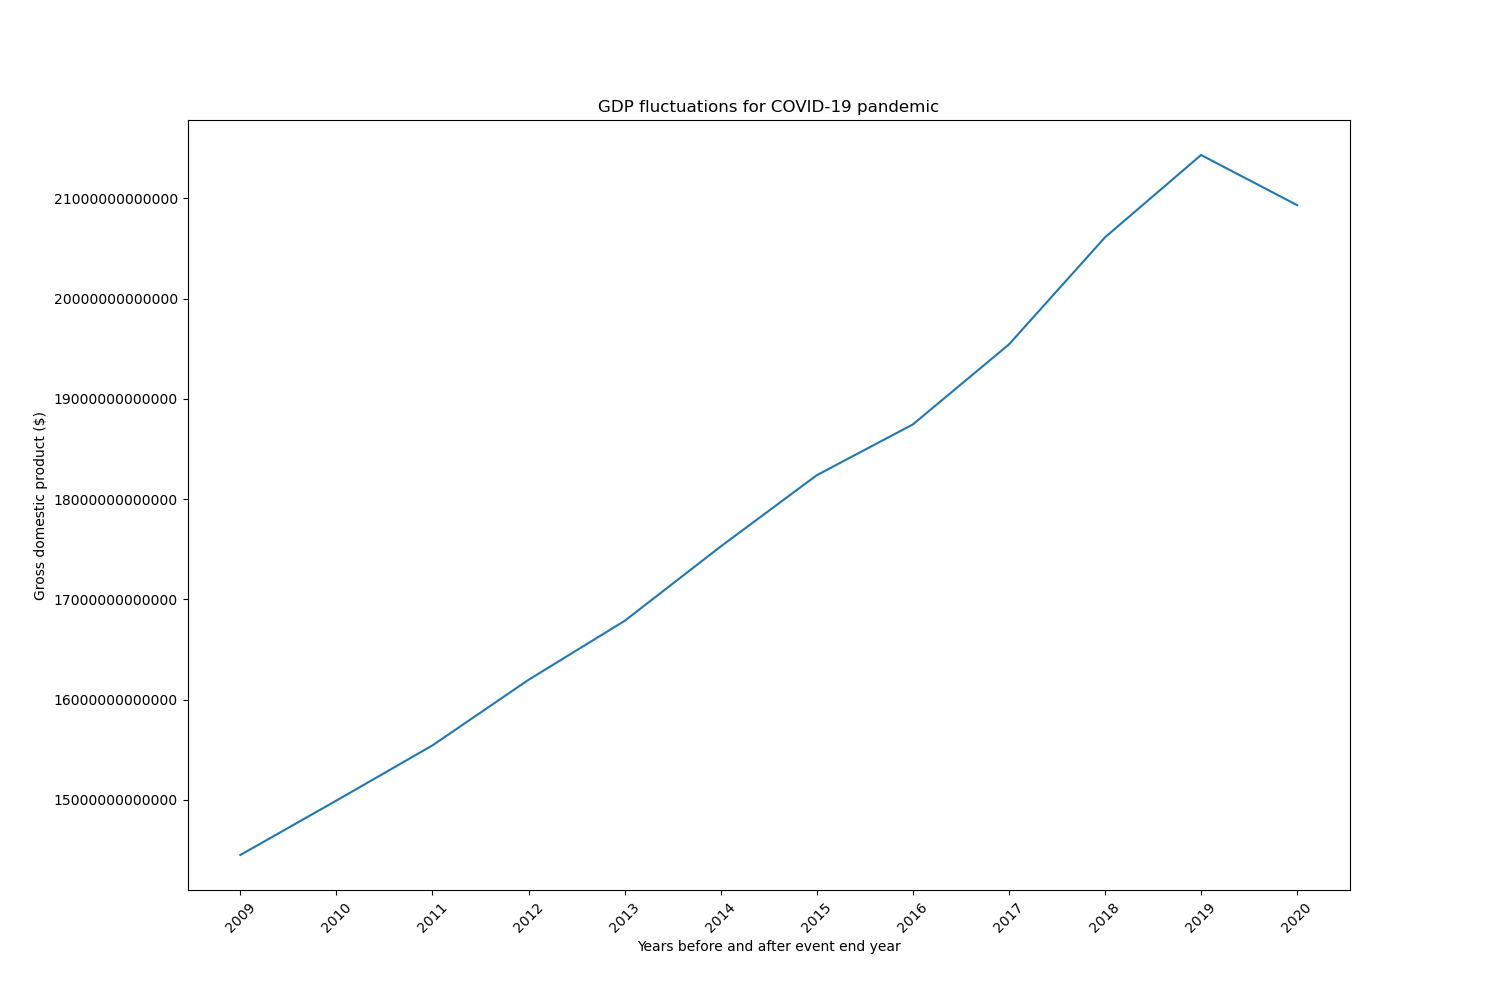 GDP fluctuations for COVID-19 pandemic
Gross domestic product ($)
21000000000000
20000000000000
19000000000000
18000000000000
17000000000000
16000000000000
15000000000000
2009 2010 2011 2012 2013 2014 2015 2016 2017 2018 2019 2020
Years before and after event end year